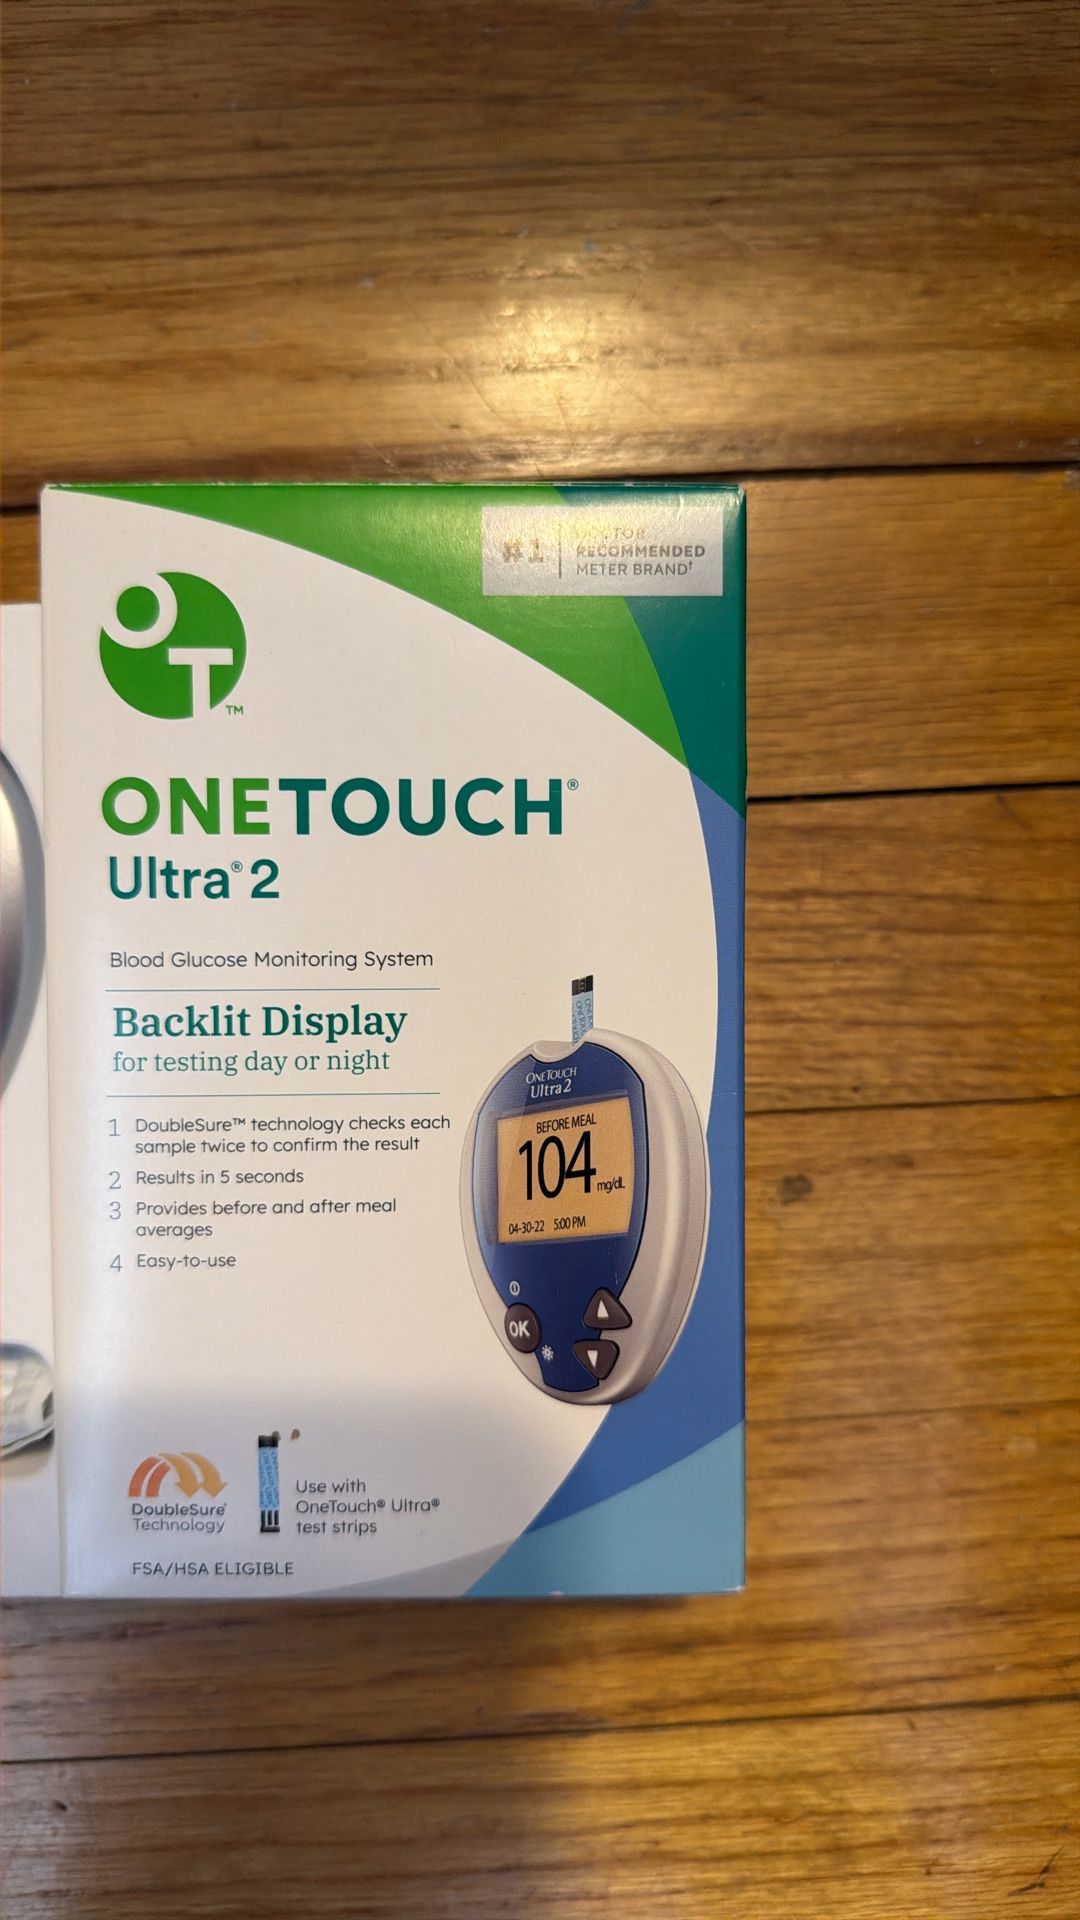 #1
DOCTOR
RECOMMENDED
METER BRAND†
OT™
ONETOUCH®
Ultra® 2
Blood Glucose Monitoring System
Backlit Display
for testing day or night
1 DoubleSure™ technology checks each
sample twice to confirm the result
2 Results in 5 seconds
3 Provides before and after meal
averages
4 Easy-to-use
ONETOUCH
Ultra 2
BEFORE MEAL
104 mg/dL
04-30-22 5:00 PM
OK
DoubleSure®
Technology
Use with
OneTouch® Ultra®
test strips
FSA/HSA ELIGIBLE